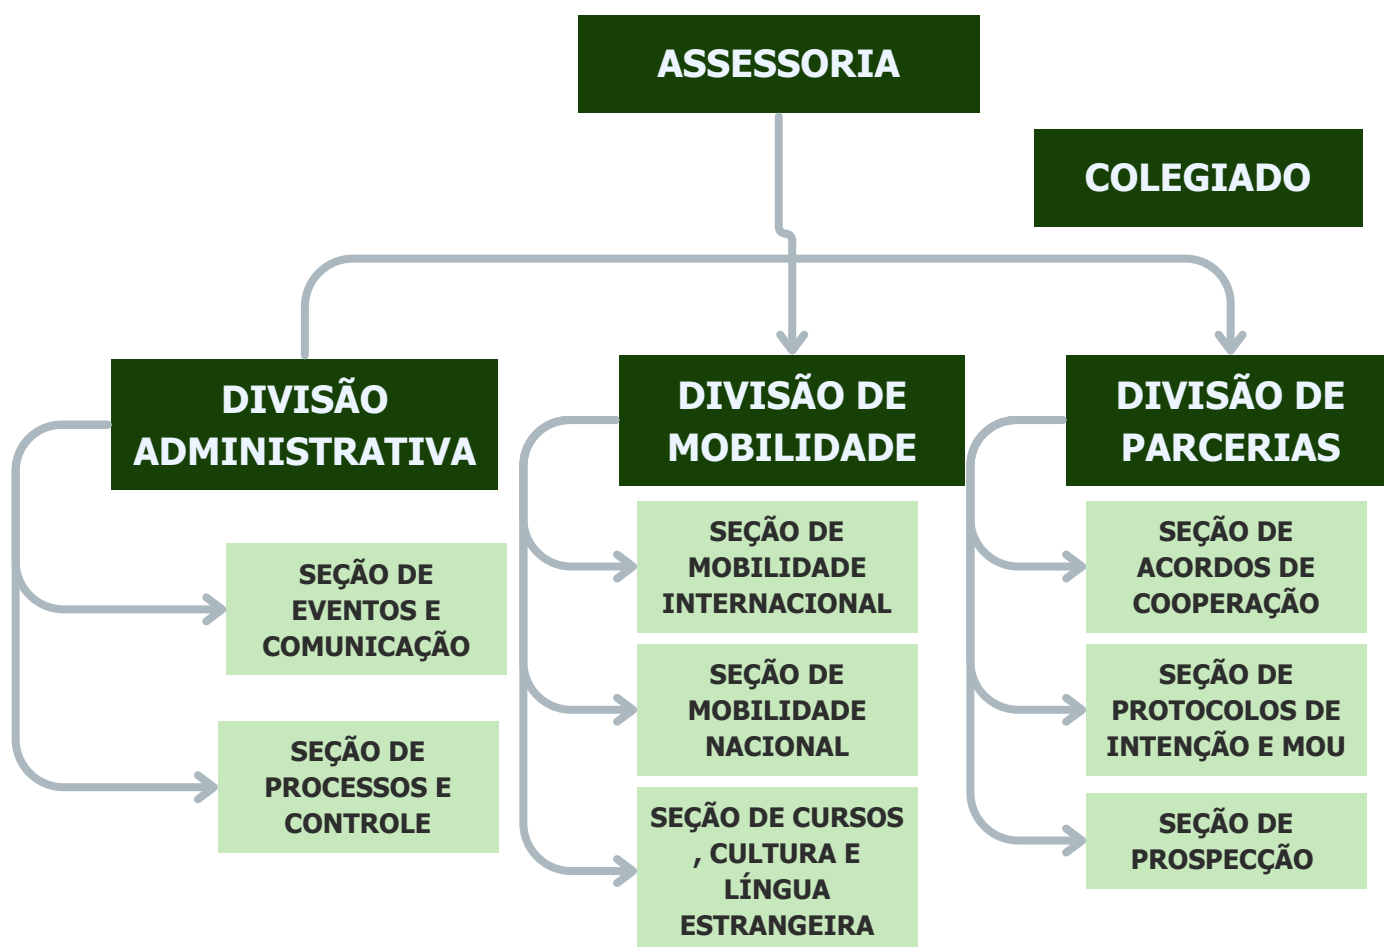 ASSESSORIA
COLEGIADO
DIVISÃO
ADMINISTRATIVA
SEÇÃO DE
EVENTOS E
COMUNICAÇÃO
SEÇÃO DE
PROCESSOS E
CONTROLE
DIVISÃO DE
MOBILIDADE
SEÇÃO DE
MOBILIDADE
INTERNACIONAL
SEÇÃO DE
MOBILIDADE
NACIONAL
SEÇÃO DE CURSOS
, CULTURA E
LÍNGUA
ESTRANGEIRA
DIVISÃO DE
PARCERIAS
SEÇÃO DE
ACORDOS DE
COOPERAÇÃO
SEÇÃO DE
PROTOCOLOS DE
INTENÇÃO E MOU
SEÇÃO DE
PROSPECÇÃO